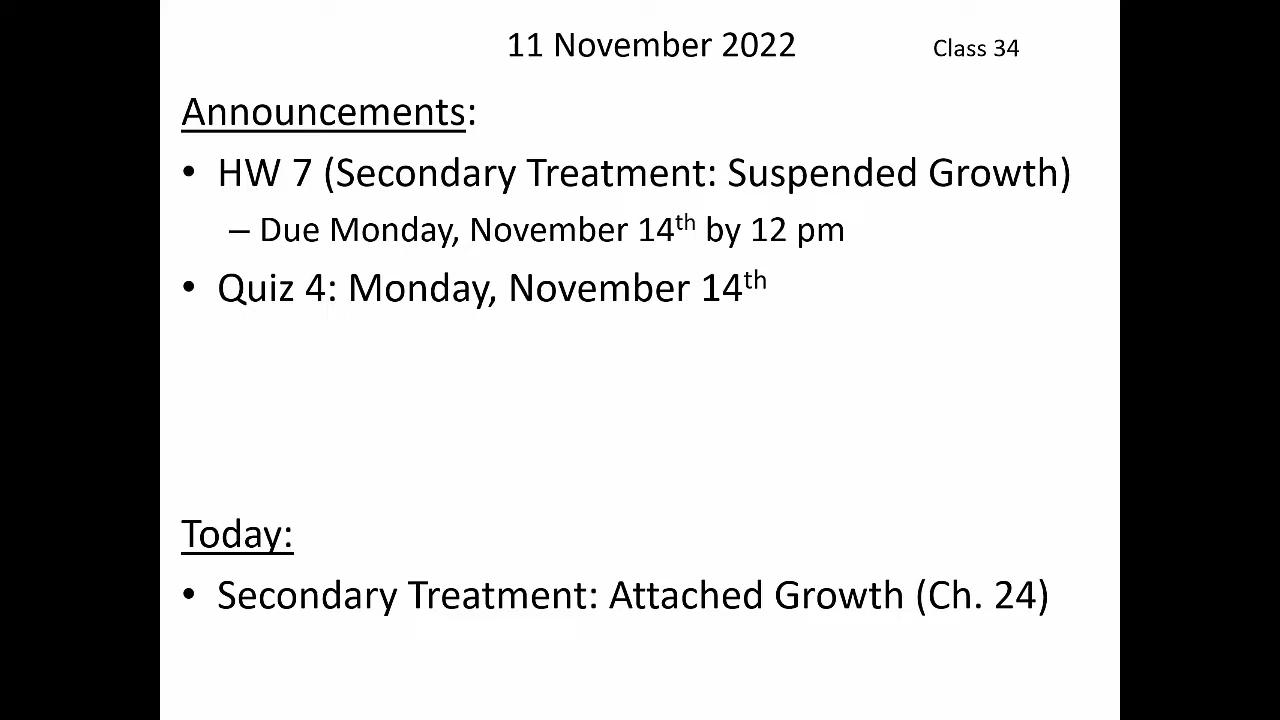 11 November 2022 Class 34
Announcements:
• HW 7 (Secondary Treatment: Suspended Growth)
– Due Monday, November 14th by 12 pm
• Quiz 4: Monday, November 14th
Today:
• Secondary Treatment: Attached Growth (Ch. 24)